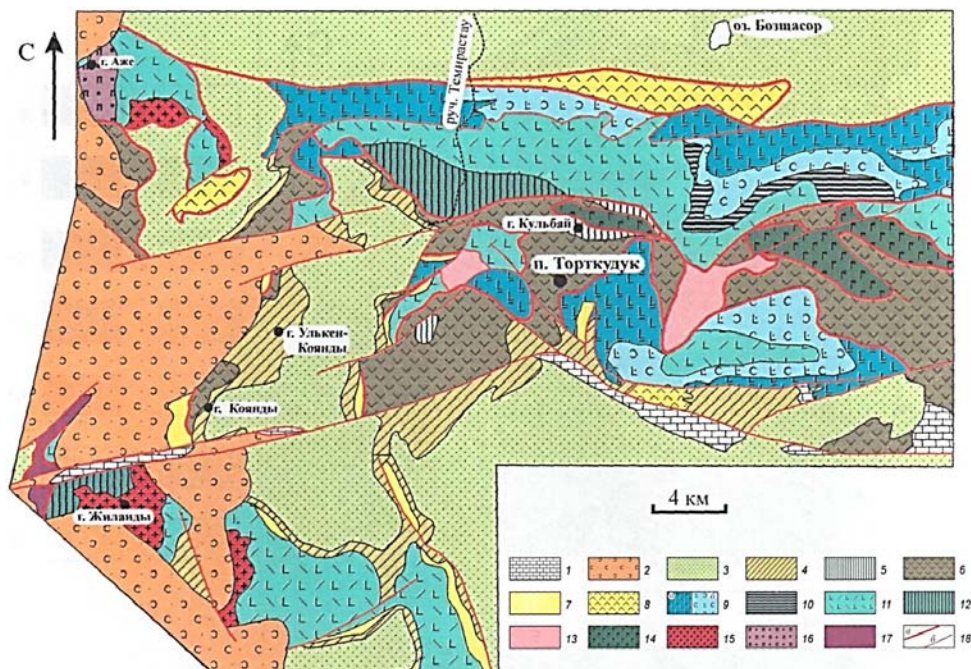 оз. Бозшасор
С
г. Аже
руч. Темирастау
г. Кульбай
п. Торткудук
г. Улькен-
Коянды
г. Коянды
4 км
г. Жиланды
1 2 3 4 5 6
7 8 9 10 11 12
13 14 15 16 17 18